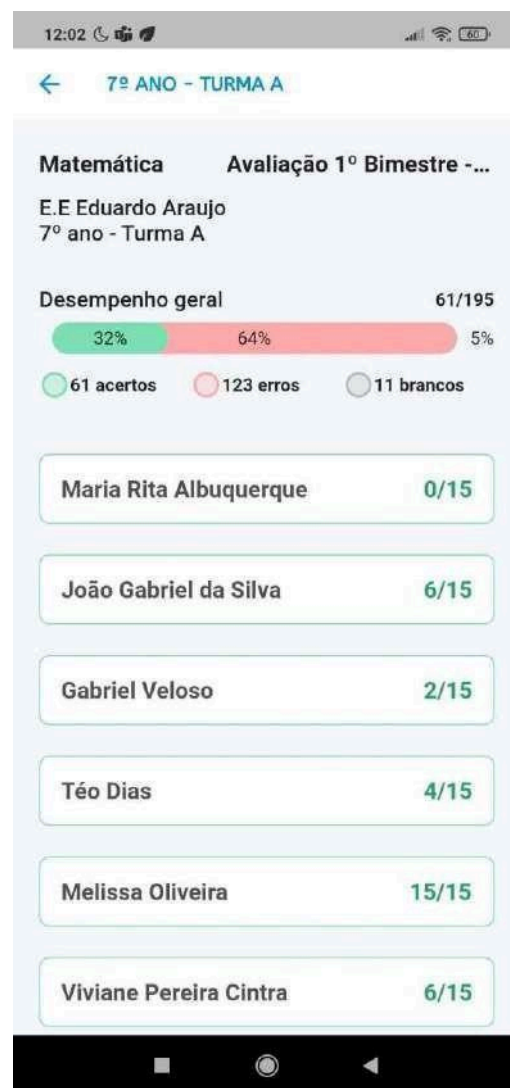 12:02
60
7º ANO - TURMA A
Matemática Avaliação 1º Bimestre -...
E.E Eduardo Araujo
7º ano - Turma A
Desempenho geral 61/195
32% 64% 5%
61 acertos 123 erros 11 brancos
Maria Rita Albuquerque 0/15
João Gabriel da Silva 6/15
Gabriel Veloso 2/15
Téo Dias 4/15
Melissa Oliveira 15/15
Viviane Pereira Cintra 6/15